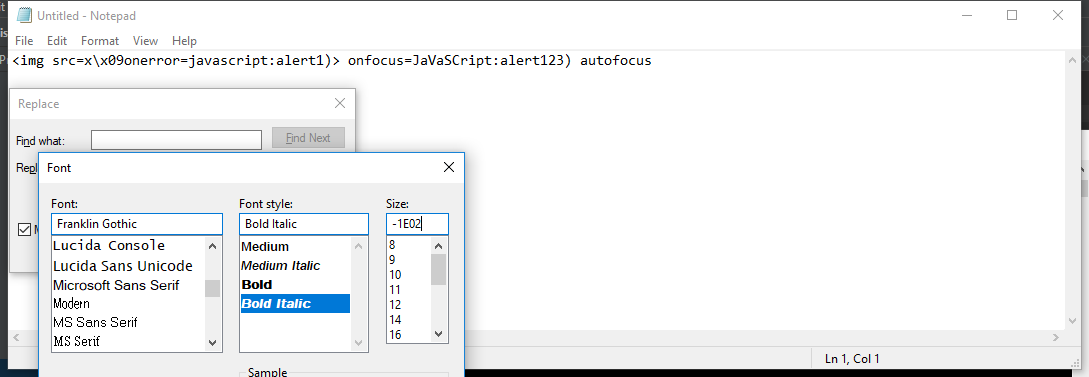 Untitled - Notepad
File Edit Format View Help
<img src=x\x09onerror=javascript:alert1)> onfocus=JaVaSCript:alert123) autofocus
Replace
Find what:
Find Next
Font
Font:
Font style:
Size:
Franklin Gothic
Bold Italic
-1E02
Lucida Console
Lucida Sans Unicode
Microsoft Sans Serif
Modern
MS Sans Serif
MS Serif
Medium
Medium Italic
Bold
Bold Italic
8
9
10
11
12
14
16
Sample
Ln 1, Col 1